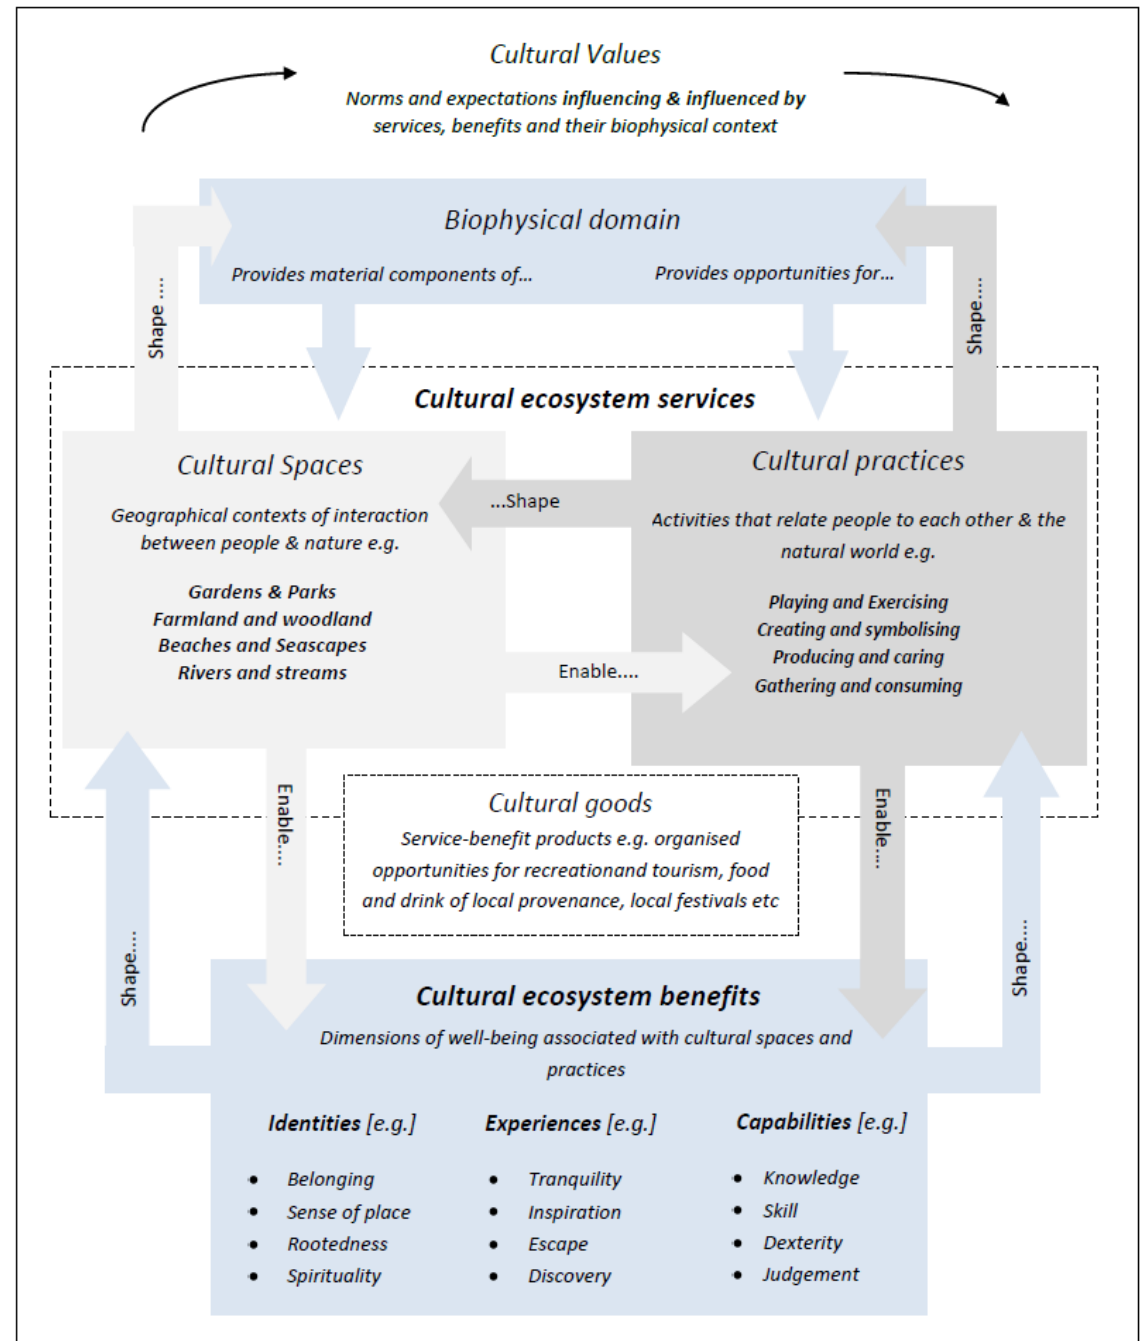 Cultural Values
Norms and expectations influencing & influenced by
services, benefits and their biophysical context
Biophysical domain
Provides material components of...
Provides opportunities for...
Shape ....
Shape....
Cultural ecosystem services
Cultural Spaces
Geographical contexts of interaction
between people & nature e.g.
Gardens & Parks
Farmland and woodland
Beaches and Seascapes
Rivers and streams
...Shape
Enable....
Cultural practices
Activities that relate people to each other & the
natural world e.g.
Playing and Exercising
Creating and symbolising
Producing and caring
Gathering and consuming
Enable....
Enable....
Cultural goods
Service-benefit products e.g. organised
opportunities for recreationand tourism, food
and drink of local provenance, local festivals etc
Shape....
Shape....
Cultural ecosystem benefits
Dimensions of well-being associated with cultural spaces and
practices
Identities [e.g.]
• Belonging
• Sense of place
• Rootedness
• Spirituality
Experiences [e.g.]
• Tranquility
• Inspiration
• Escape
• Discovery
Capabilities [e.g.]
• Knowledge
• Skill
• Dexterity
• Judgement